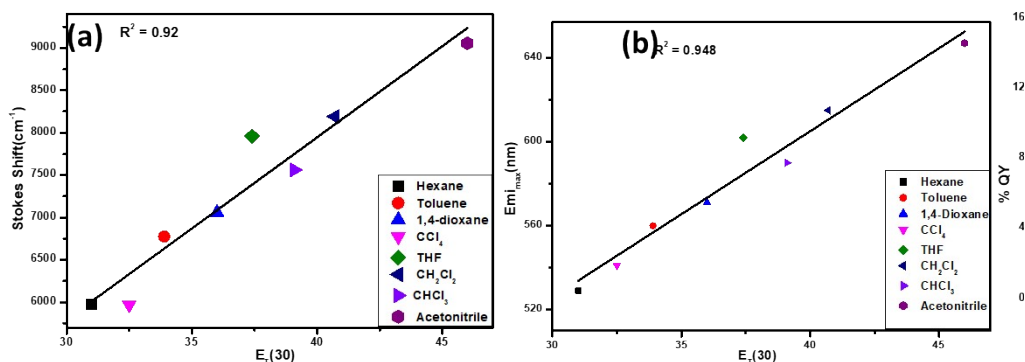 (a)
R² = 0.92
Stokes Shift(cm⁻¹)
9000
8500
8000
7500
7000
6500
6000
30
35
40
45
E_T(30)
Hexane
Toluene
1,4-dioxane
CCl₄
THF
CH₂Cl₂
CHCl₃
Acetonitrile
(b)
R² = 0.948
Emi_max(nm)
640
600
560
520
30
35
40
45
E_T(30)
Hexane
Toluene
1,4-Dioxane
CCl₄
THF
CH₂Cl₂
CHCl₃
Acetonitrile
% QY
16
12
8
4
0